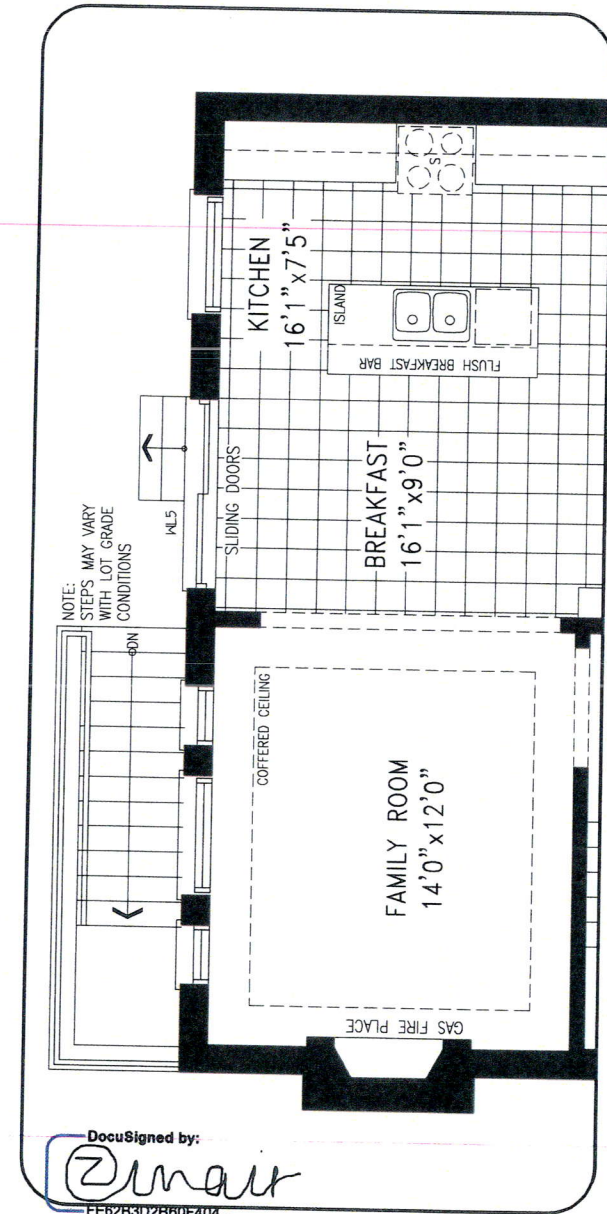 NOTE:
STEPS MAY VARY
WITH LOT GRADE
CONDITIONS
DN
WL5
SLIDING DOORS
KITCHEN
16'1"x7'5"
ISLAND
FLUSH BREAKFAST BAR
S
BREAKFAST
16'1"x9'0"
COFFERED CEILING
FAMILY ROOM
14'0"x12'0"
GAS FIRE PLACE
DocuSigned by: